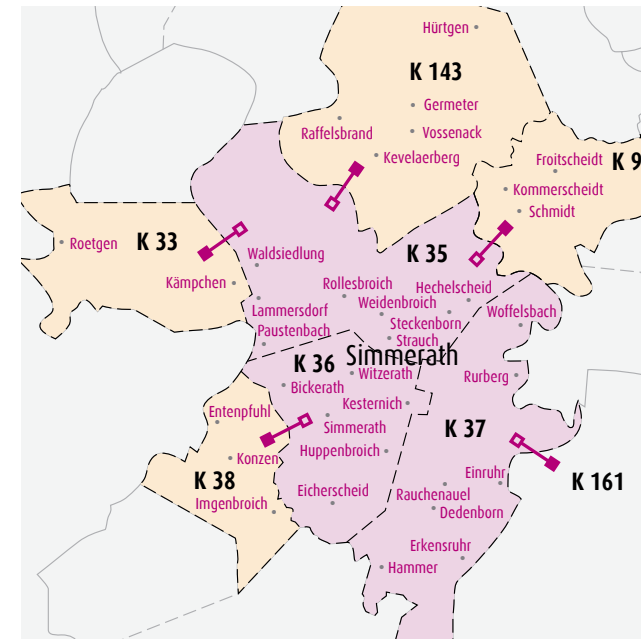 Hürtgen
K 143
Germeter
Raffelsbrand
Vossenack
Kevelaerberg
Froitscheidt
K 9
Kommerscheidt
Schmidt
Roetgen
K 33
K 35
Waldsiedlung
Kämpchen
Rollesbroich
Hechelscheid
Lammersdorf
Weidenbroich
Woffelsbach
Steckenborn
Paustenbach
Strauch
Simmerath
K 36
Witzerath
Rurberg
Bickerath
Kesternich
Entenpfuhl
Simmerath
K 37
Huppenbroich
Konzen
K 38
K 161
Einruhr
Eicherscheid
Rauchenauel
Imgenbroich
Dedenborn
Erkensruhr
Hammer